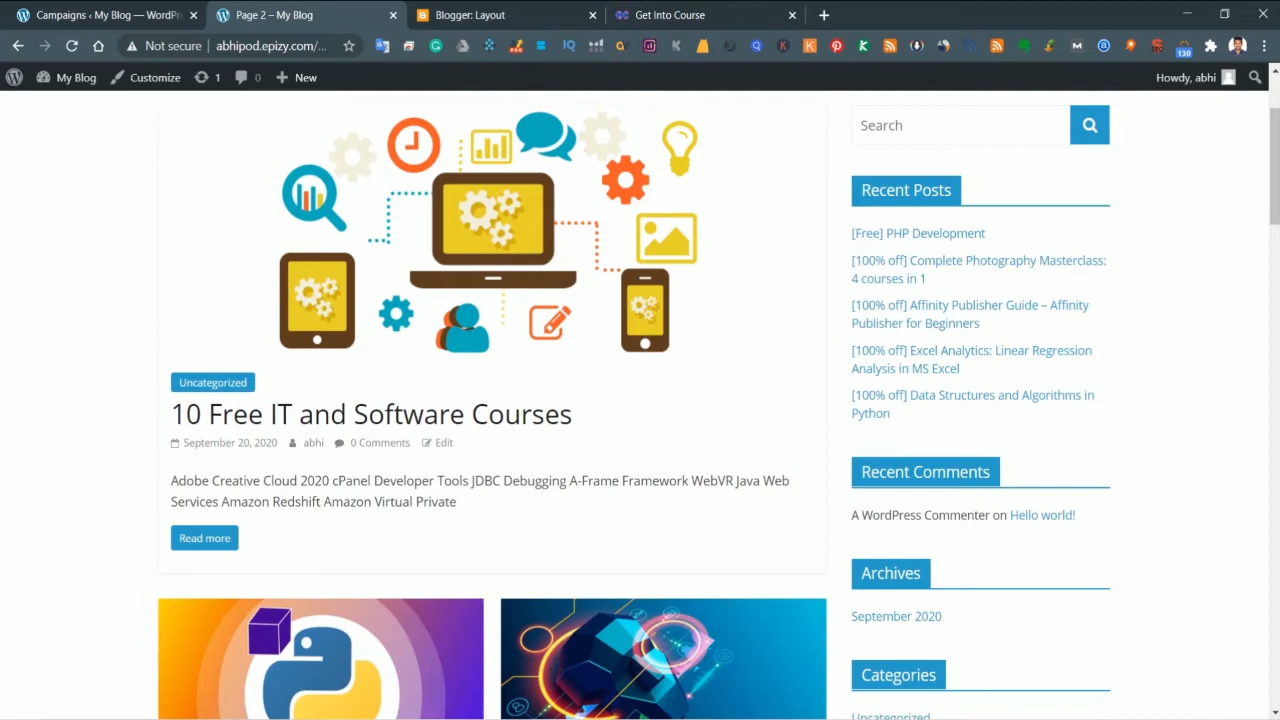 Campaigns ‹ My Blog — WordPr
Page 2 – My Blog
Blogger: Layout
Get Into Course
Not secure | abhipod.epizy.com/...
130
My Blog
Customize
1
0
New
Howdy, abhi
Search
Recent Posts
[Free] PHP Development
[100% off] Complete Photography Masterclass:
4 courses in 1
[100% off] Affinity Publisher Guide – Affinity
Publisher for Beginners
[100% off] Excel Analytics: Linear Regression
Analysis in MS Excel
[100% off] Data Structures and Algorithms in
Python
Uncategorized
10 Free IT and Software Courses
September 20, 2020 abhi 0 Comments Edit
Adobe Creative Cloud 2020 cPanel Developer Tools JDBC Debugging A-Frame Framework WebVR Java Web
Services Amazon Redshift Amazon Virtual Private
Read more
Recent Comments
A WordPress Commenter on Hello world!
Archives
September 2020
Categories
Uncategorized